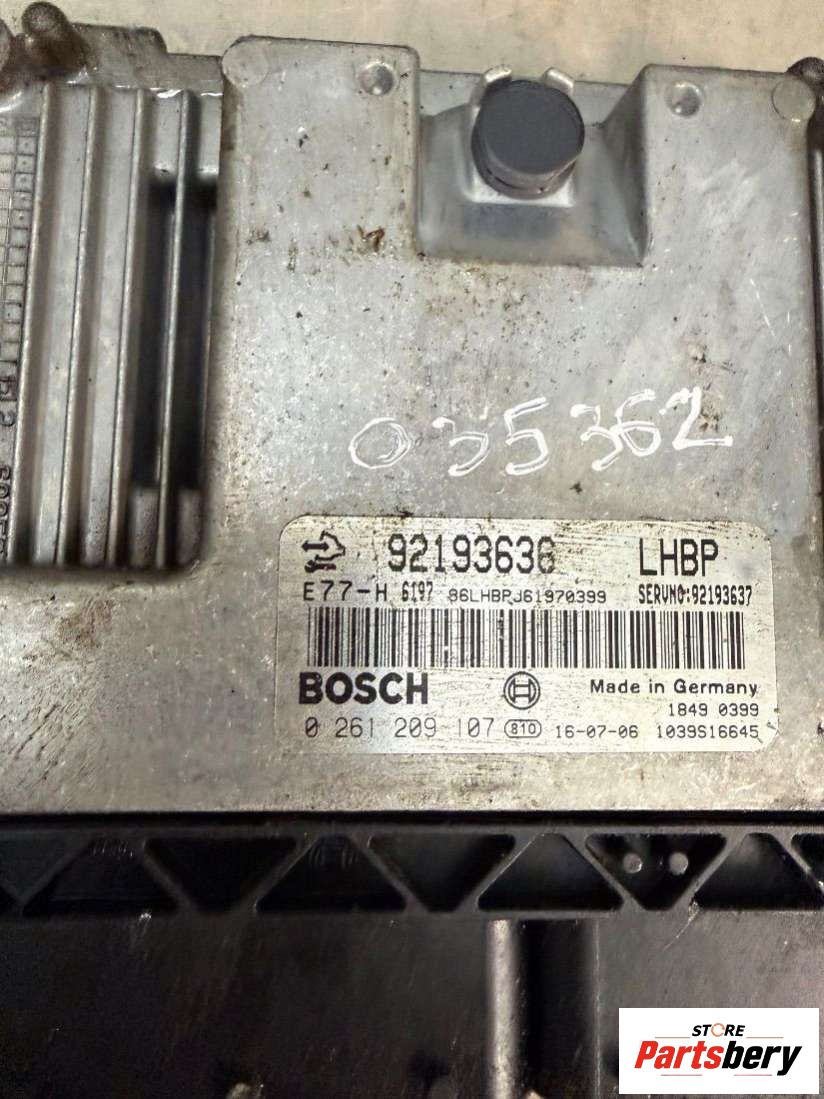 035362
92193636 LHBP
E77-H 6197 86LHBPJ61970399 SERVNO:92193637
BOSCH Made in Germany
1849 0399
0 261 209 107 810 16-07-06 1039S16645
STORE
Partsbery